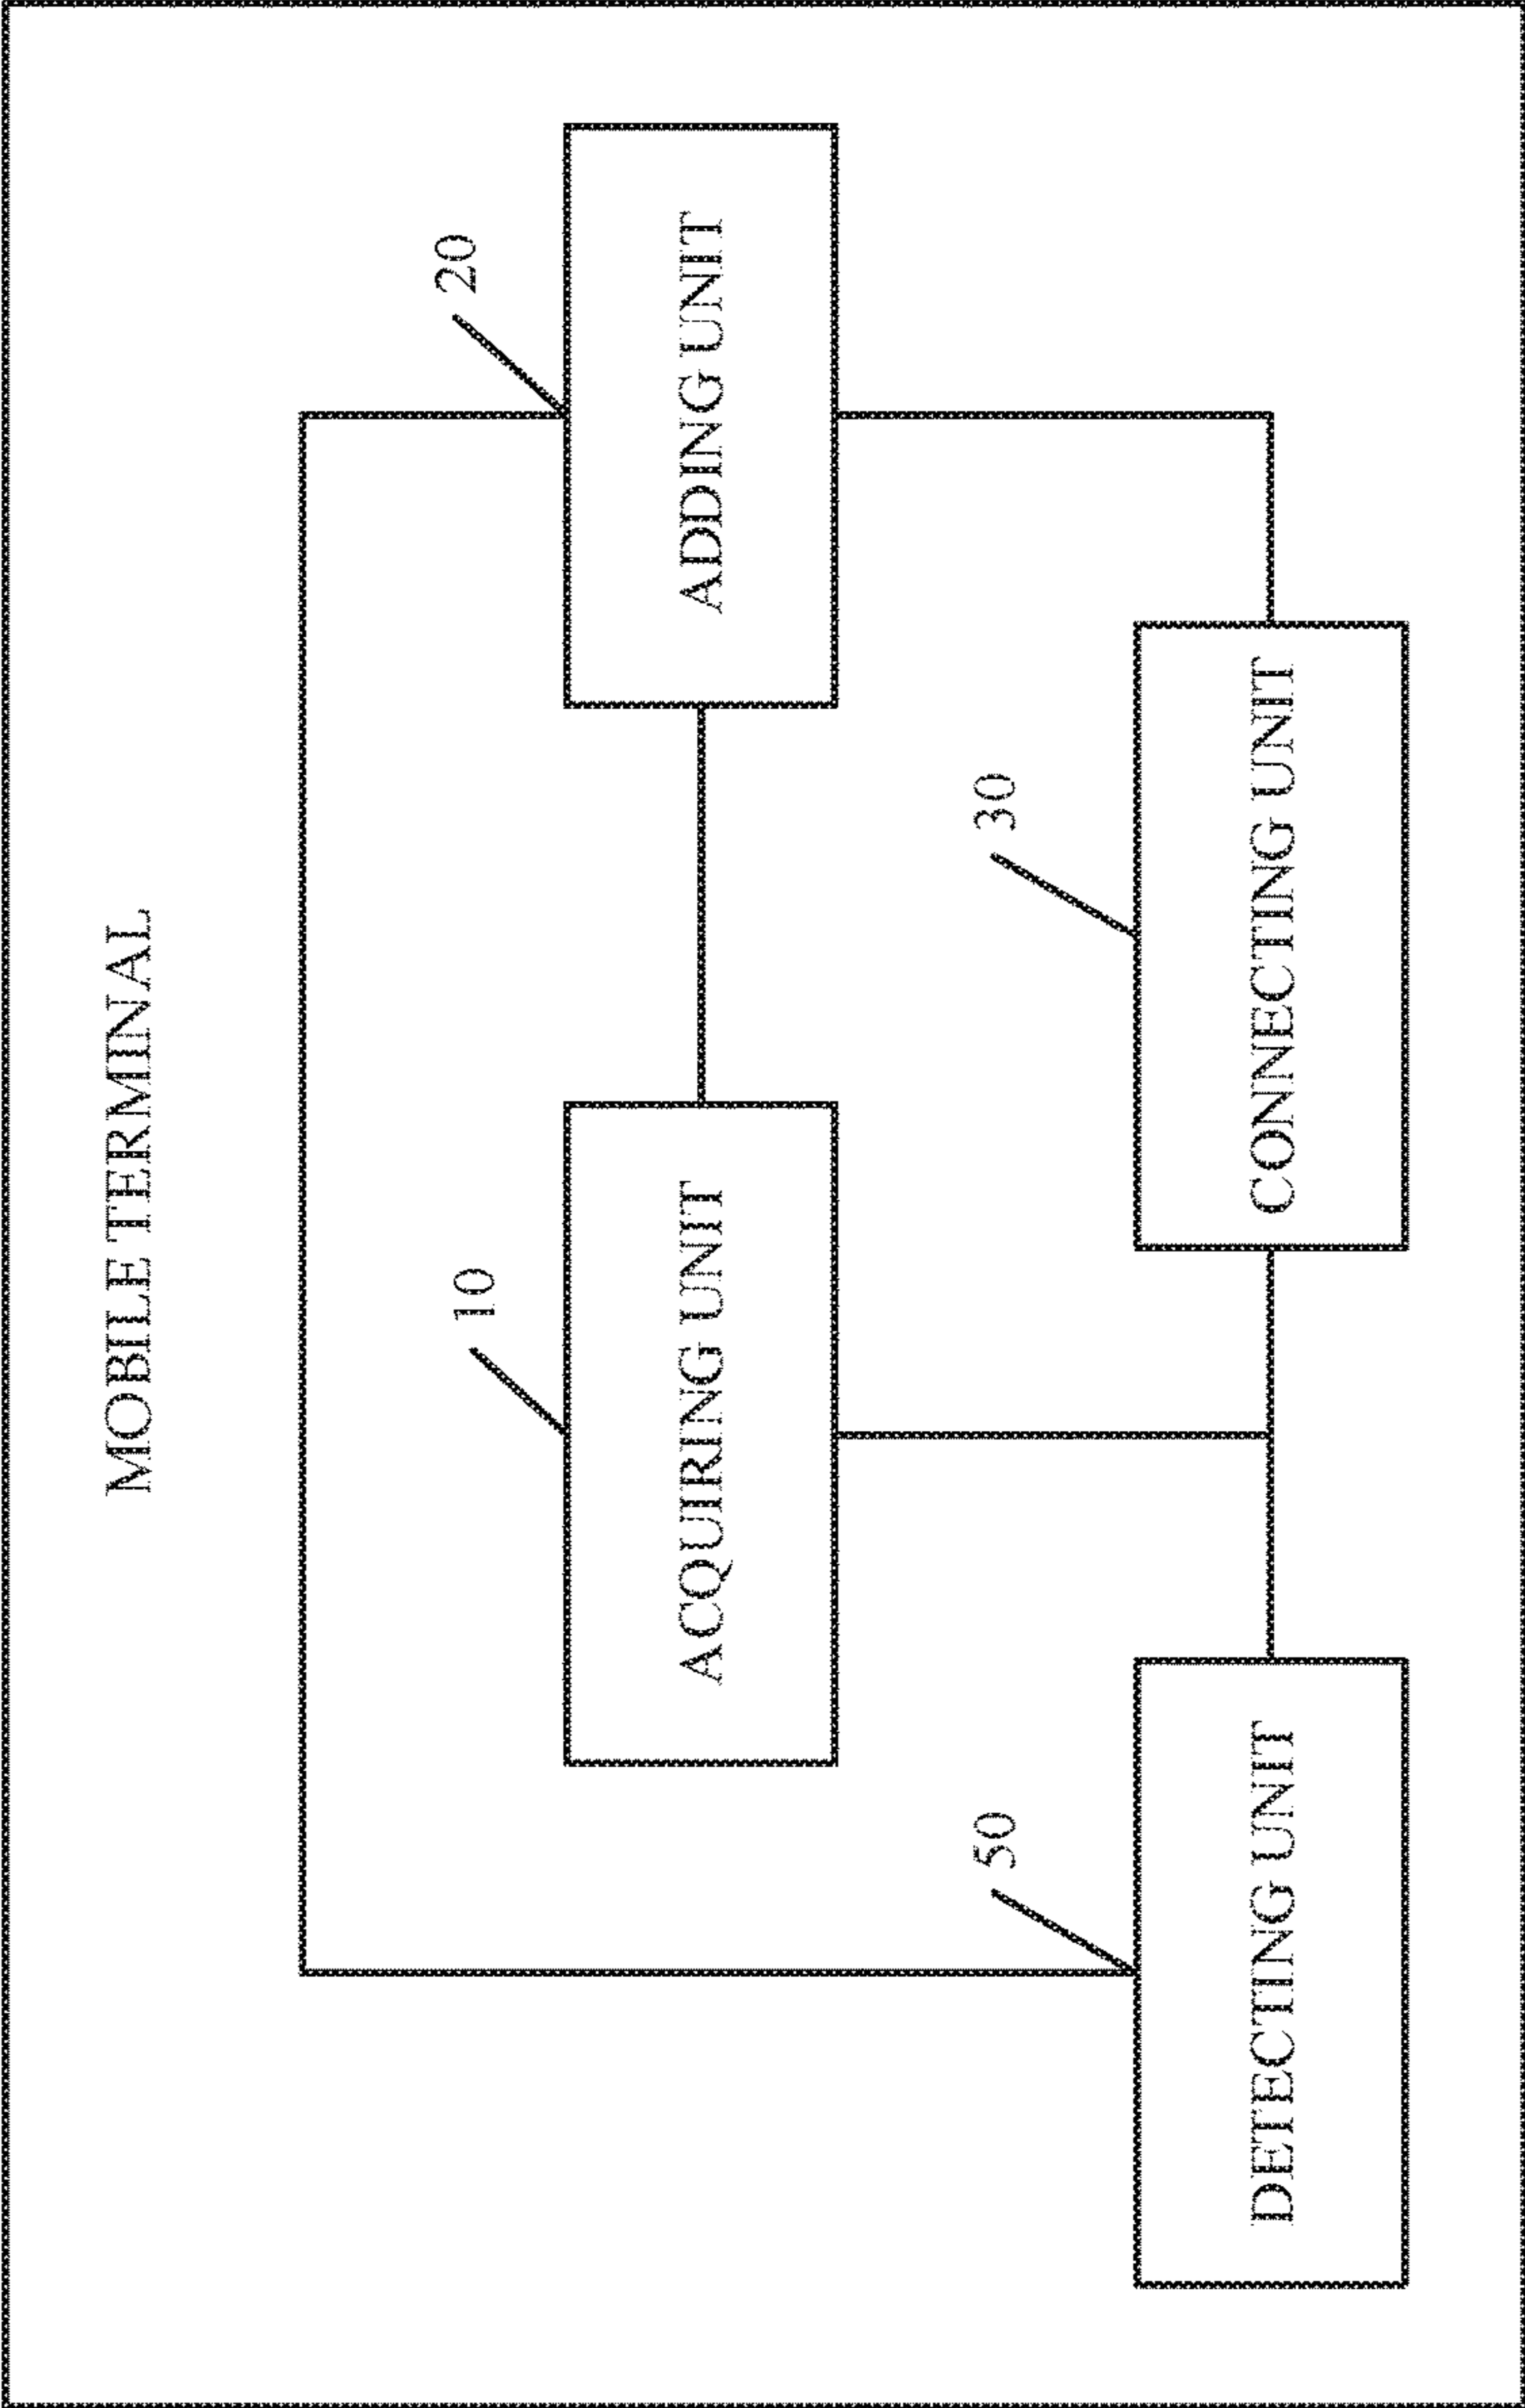 MOBILE TERMINAL
10
20
ACQUIRING UNIT
ADDING UNIT
50
30
DETECTING UNIT
CONNECTING UNIT